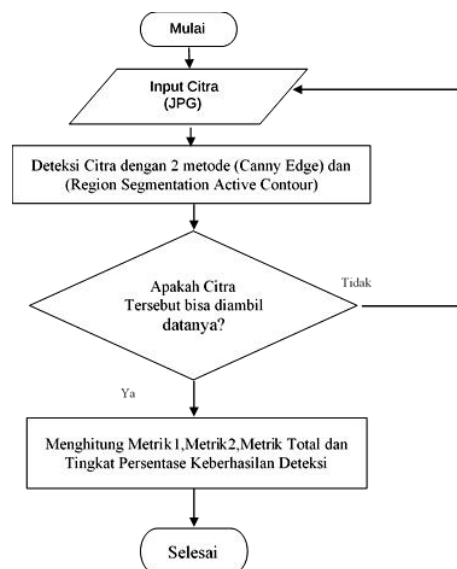 Mulai
Input Citra
(JPG)
Deteksi Citra dengan 2 metode (Canny Edge) dan
(Region Segmentation Active Contour)
Apakah Citra
Tersebut bisa diambil
datanya?
Tidak
Ya
Menghitung Metrik1,Metrik2,Metrik Total dan
Tingkat Persentase Keberhasilan Deteksi
Selesai